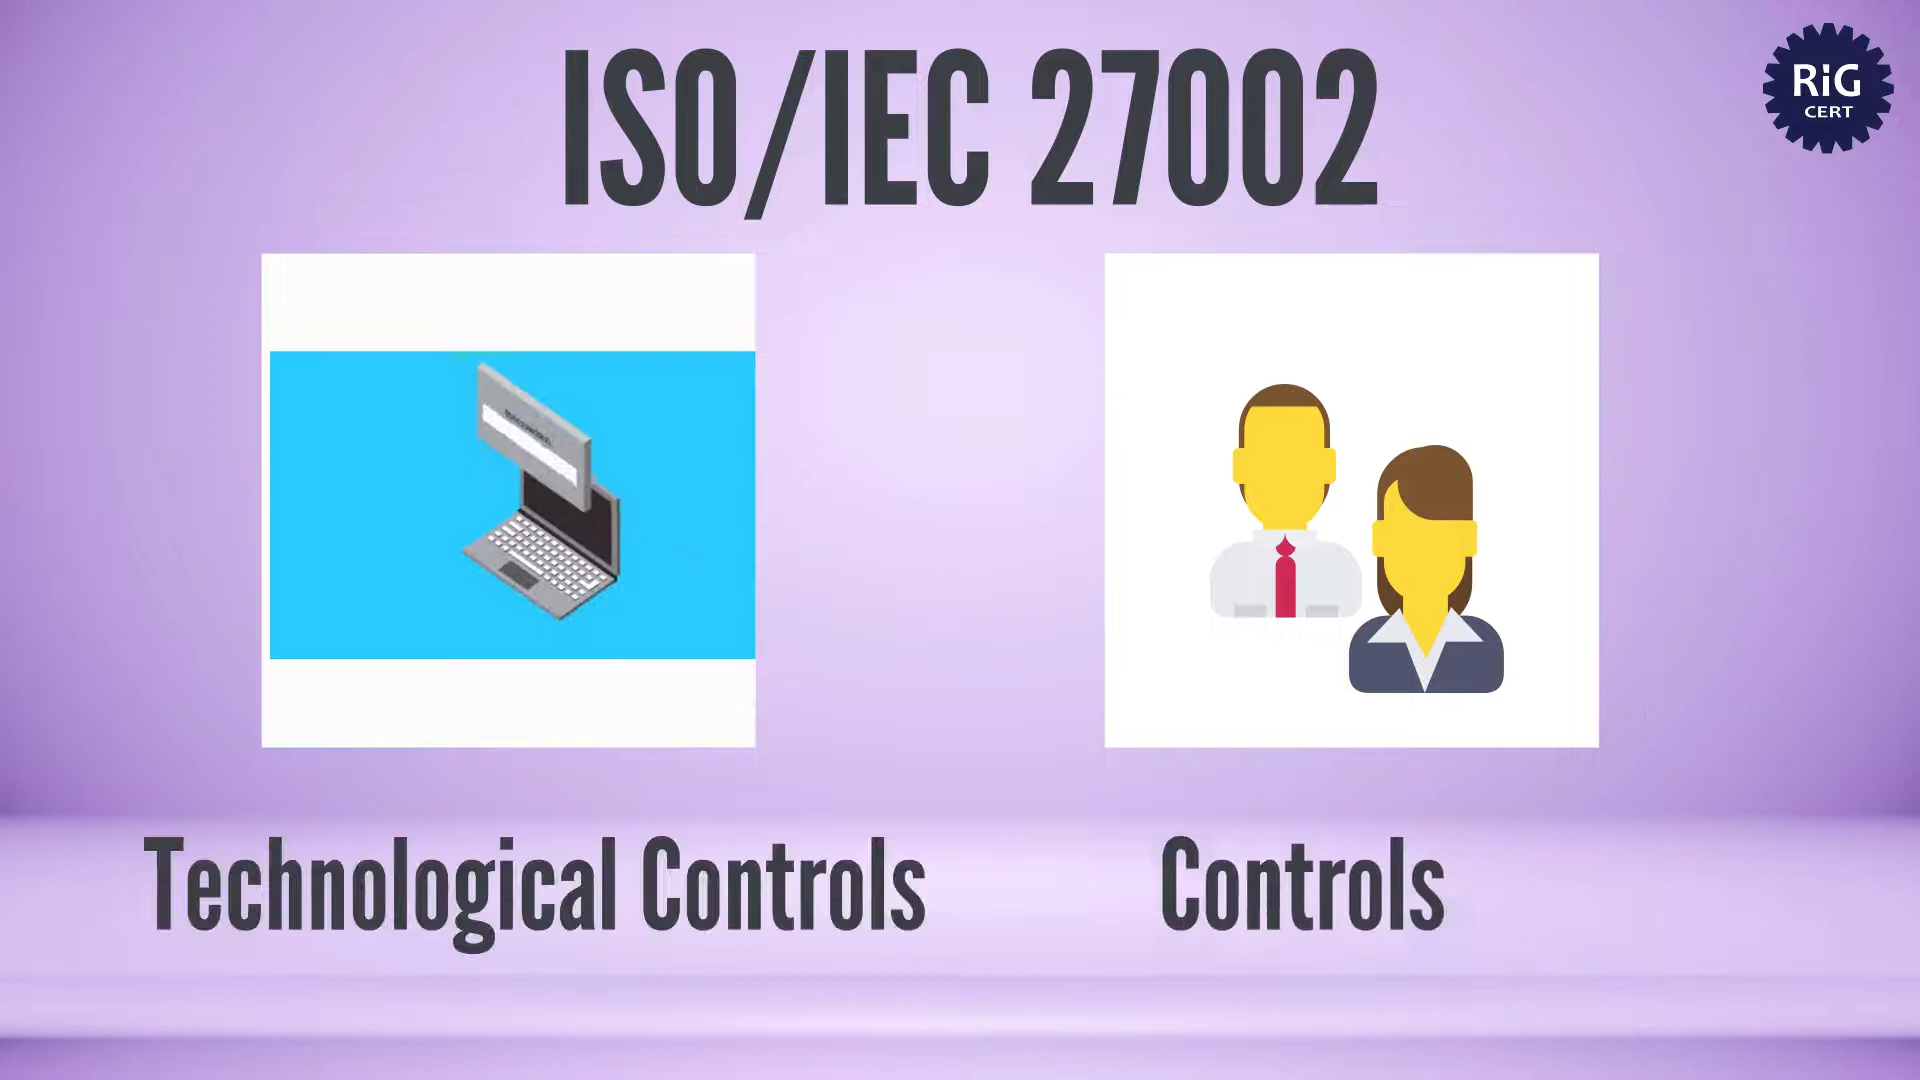 ISO/IEC 27002
RiG
CERT
Technological Controls
Controls